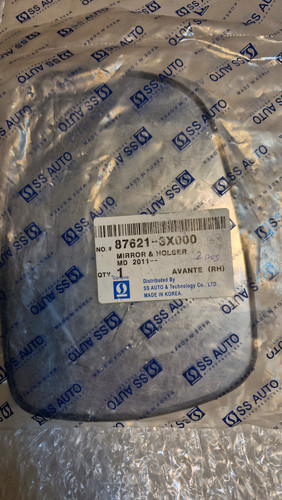 SS AUTO
NO. # 87621-3X000
MIRROR & HOLSER
MD 2011--
QTY. 1 AVANTE (RH)
Distributed By
SS AUTO & Technology Co., LTD.
MADE IN KOREA